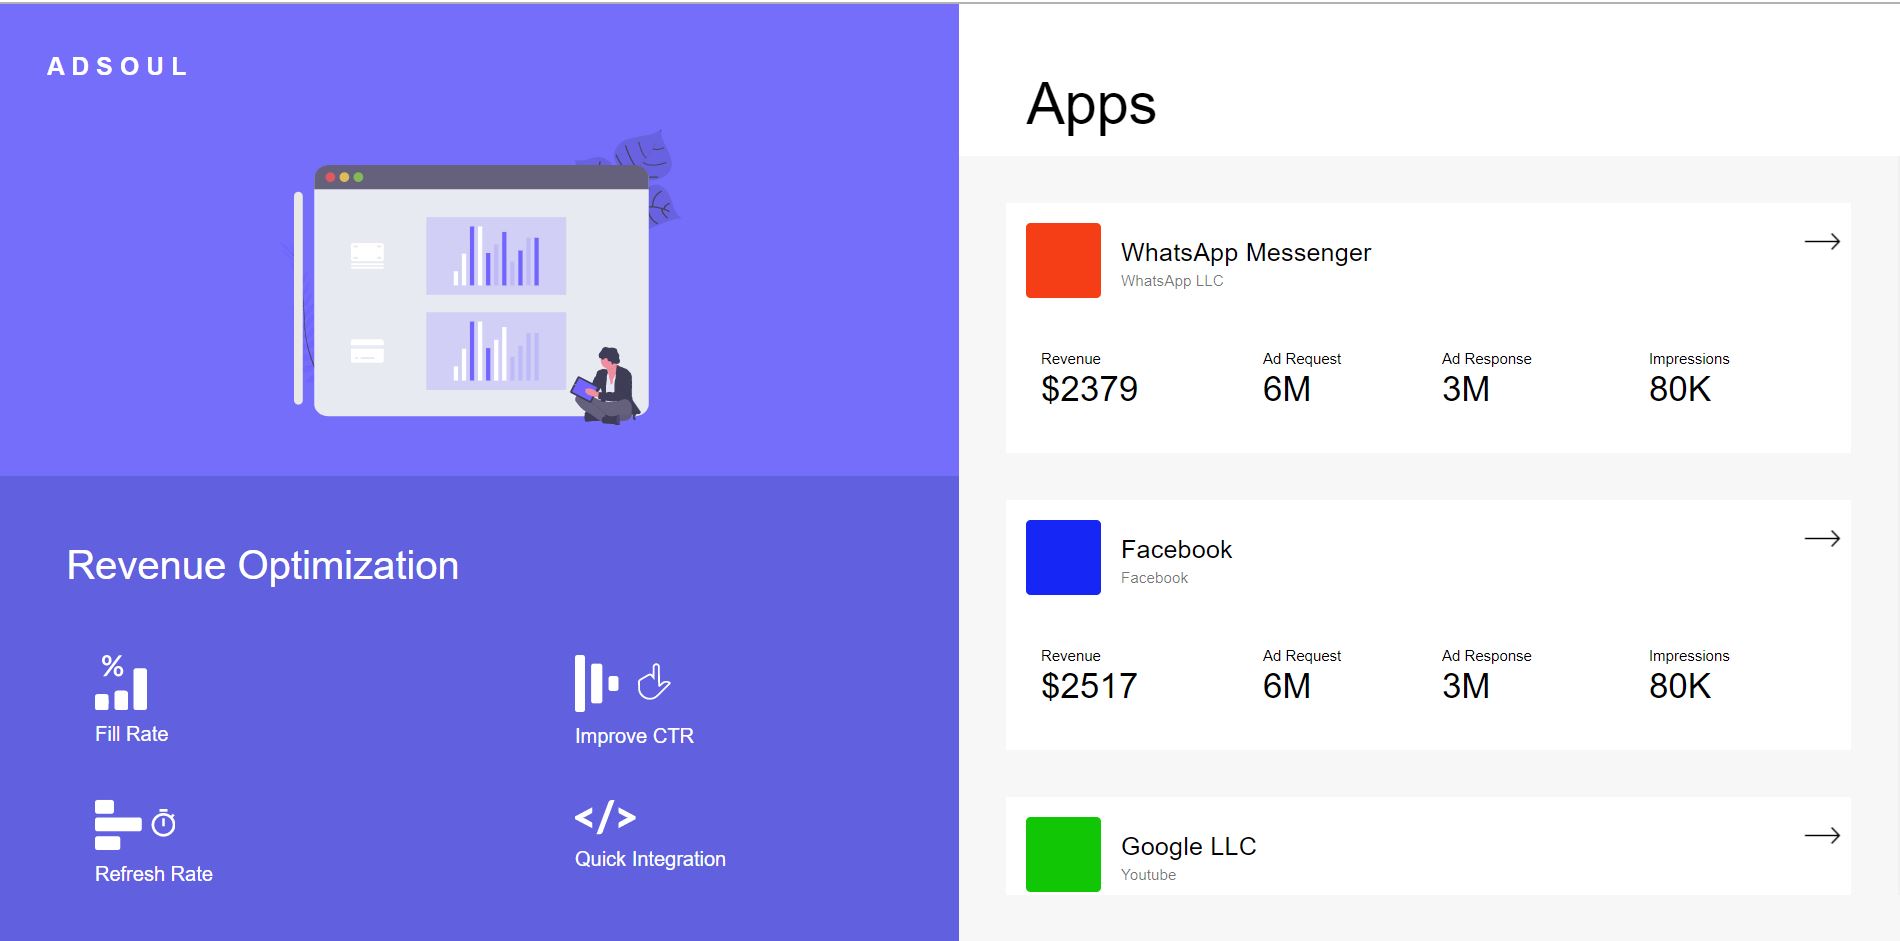 ADSOUL
Revenue Optimization
%
Fill Rate
Improve CTR
Refresh Rate
</>
Quick Integration
Apps
WhatsApp Messenger
WhatsApp LLC
Revenue Ad Request Ad Response Impressions
$2379 6M 3M 80K
Facebook
Facebook
Revenue Ad Request Ad Response Impressions
$2517 6M 3M 80K
Google LLC
Youtube